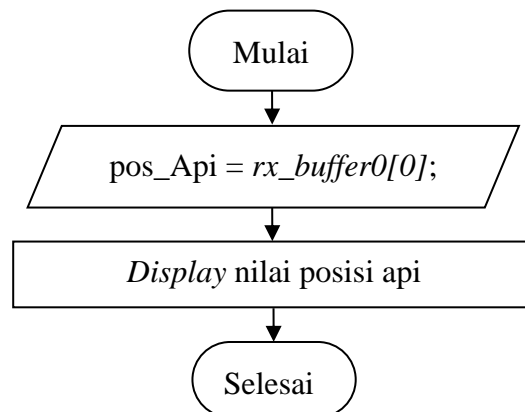 Mulai
pos_Api = rx_buffer0[0];
Display nilai posisi api
Selesai